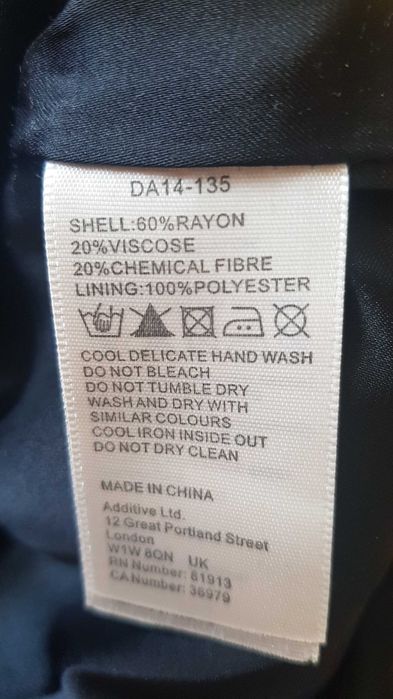 DA14-135
SHELL:60%RAYON
20%VISCOSE
20%CHEMICAL FIBRE
LINING:100%POLYESTER
COOL DELICATE HAND WASH
DO NOT BLEACH
DO NOT TUMBLE DRY
WASH AND DRY WITH
SIMILAR COLOURS
COOL IRON INSIDE OUT
DO NOT DRY CLEAN
MADE IN CHINA
Additive Ltd.
12 Great Portland Street
London
W1W 8QN UK
RN Number: 61913
CA Number: 36979